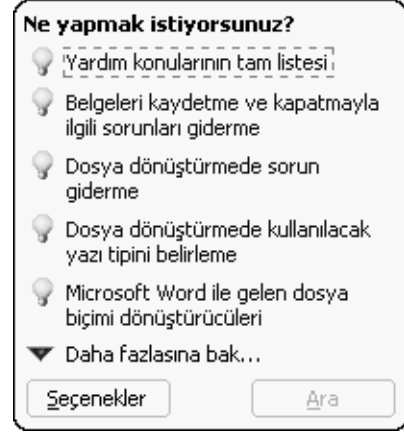 Ne yapmak istiyorsunuz?
Yardım konularının tam listesi
Belgeleri kaydetme ve kapatmayla
ilgili sorunları giderme
Dosya dönüştürmede sorun
giderme
Dosya dönüştürmede kullanılacak
yazı tipini belirleme
Microsoft Word ile gelen dosya
biçimi dönüştürücüleri
Daha fazlasına bak...
Seçenekler
Ara